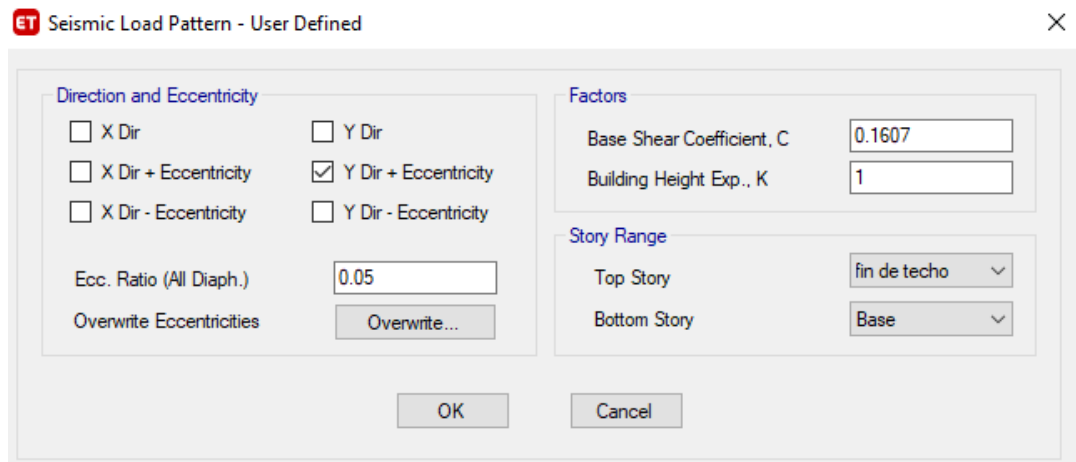 ET Seismic Load Pattern - User Defined
Direction and Eccentricity
X Dir Y Dir
X Dir + Eccentricity Y Dir + Eccentricity
X Dir - Eccentricity Y Dir - Eccentricity
Ecc. Ratio (All Diaph.) 0.05
Overwrite Eccentricities Overwrite...
Factors
Base Shear Coefficient, C 0.1607
Building Height Exp., K 1
Story Range
Top Story fin de techo
Bottom Story Base
OK Cancel